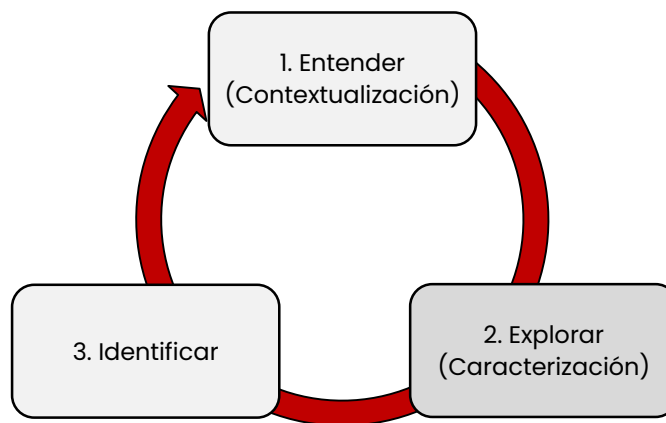 1. Entender
(Contextualización)
2. Explorar
(Caracterización)
3. Identificar